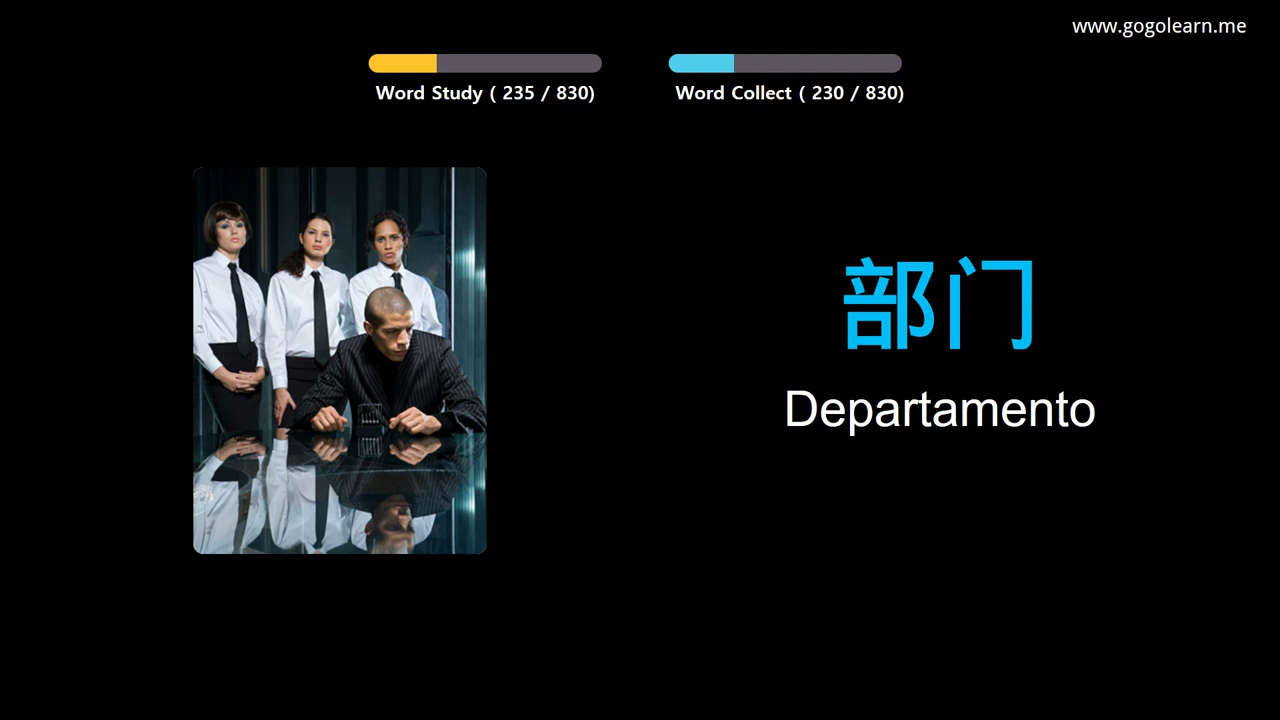 www.gogolearn.me
Word Study ( 235 / 830)
Word Collect ( 230 / 830)
部门
Departamento